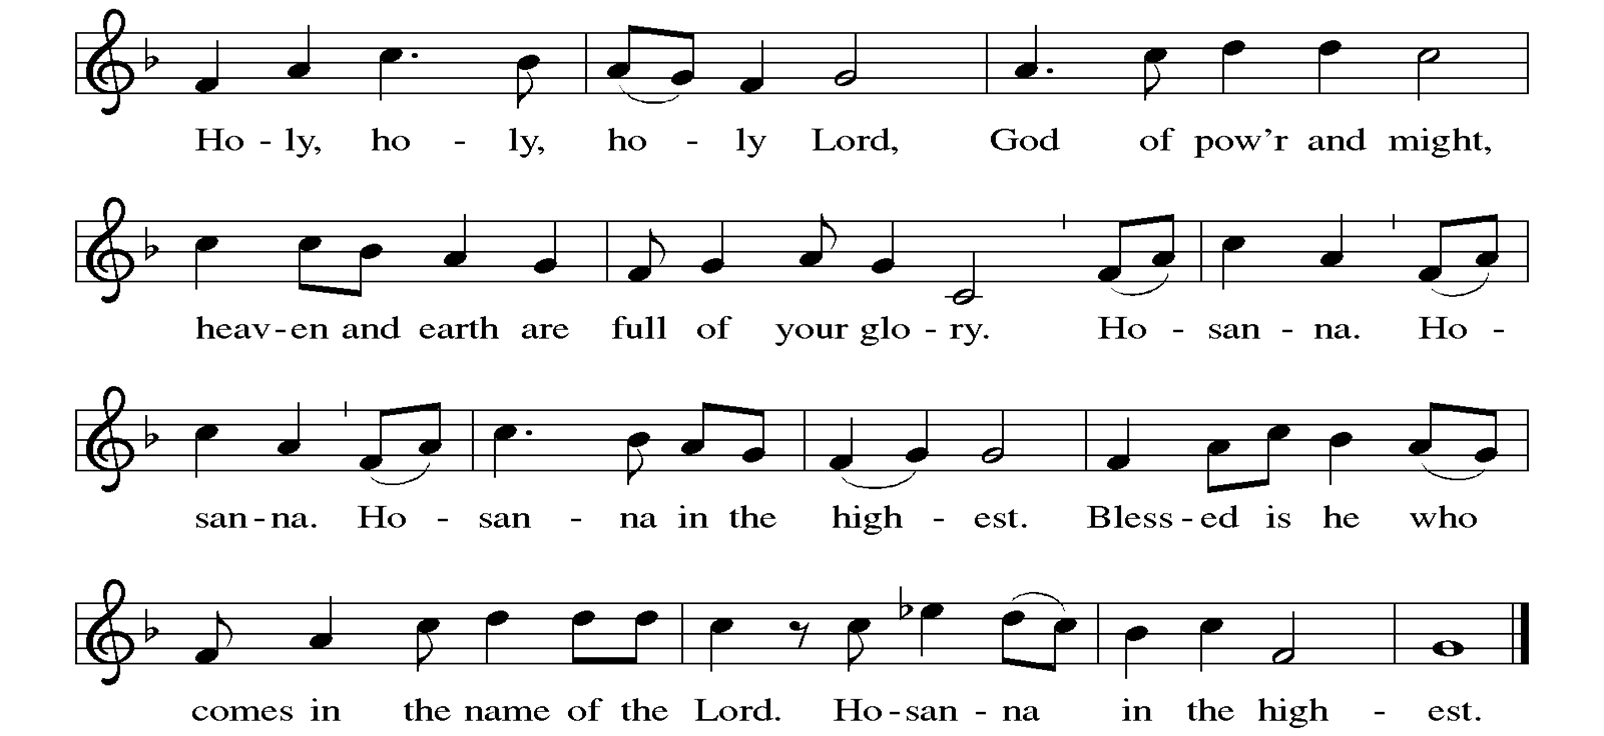 Ho - ly, ho - ly, ho - ly Lord, God of pow’r and might,
heav - en and earth are full of your glo - ry. Ho - san - na. Ho -
san - na. Ho - san - na in the high - est. Bless - ed is he who
comes in the name of the Lord. Ho - san - na in the high - est.